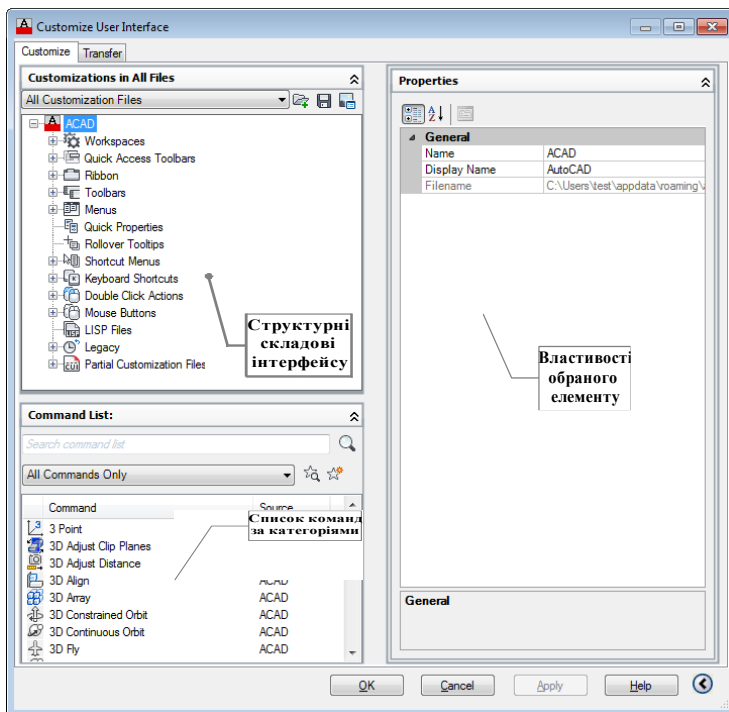 Customize User Interface
Customize Transfer
Customizations in All Files
All Customization Files
ACAD
Workspaces
Quick Access Toolbars
Ribbon
Toolbars
Menus
Quick Properties
Rollover Tooltips
Shortcut Menus
Keyboard Shortcuts
Double Click Actions
Mouse Buttons
LISP Files
Legacy
Partial Customization Files
Структурні
складові
інтерфейсу
Command List:
Search command list
All Commands Only
Command Source
3 Point
3D Adjust Clip Planes
3D Adjust Distance
3D Align ACAD
3D Array ACAD
3D Constrained Orbit ACAD
3D Continuous Orbit ACAD
3D Fly ACAD
Список команд
за категоріями
Properties
General
Name ACAD
Display Name AutoCAD
Filename C:\Users\test\appdata\roaming\
Властивості
обраного
елементу
General
OK Cancel Apply Help